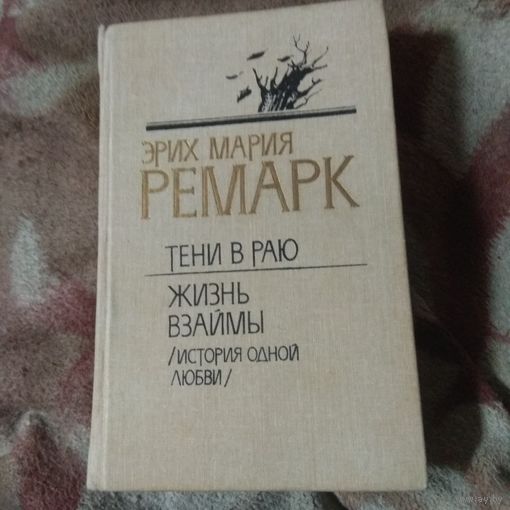 ЭРИХ МАРИЯ
РЕМАРК
ТЕНИ В РАЮ
ЖИЗНЬ
ВЗАЙМЫ
/ИСТОРИЯ ОДНОЙ
ЛЮБВИ/